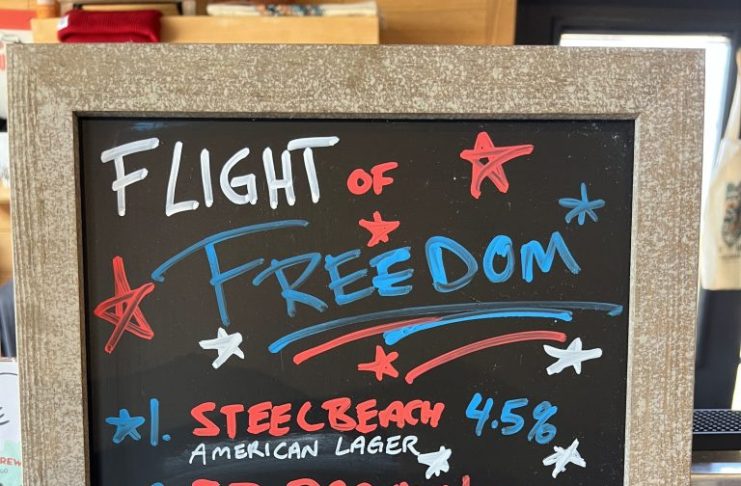 FLIGHT OF
FREEDOM
1. STEELBEACH 4.5%
AMERICAN LAGER